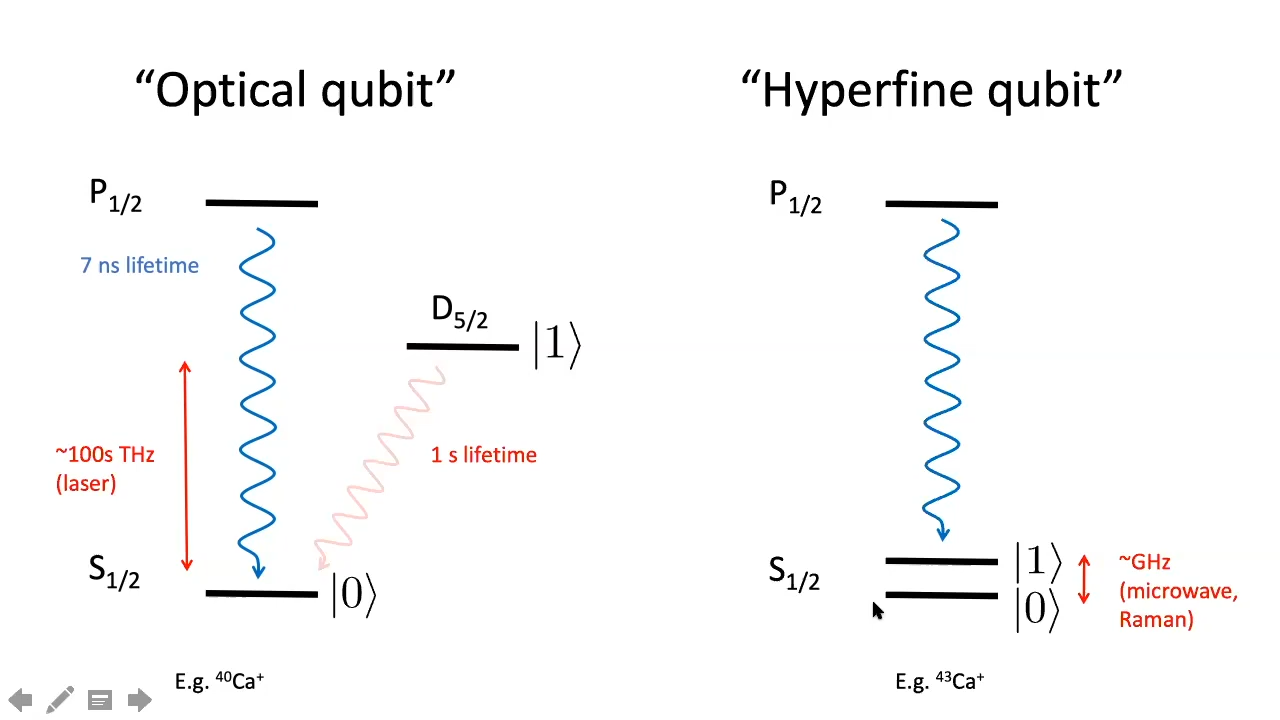 “Optical qubit”
P1/2
7 ns lifetime
D5/2
|1⟩
~100s THz
(laser)
1 s lifetime
S1/2
|0⟩
E.g. ⁴⁰Ca⁺
“Hyperfine qubit”
P1/2
S1/2
|1⟩
|0⟩
~GHz
(microwave,
Raman)
E.g. ⁴³Ca⁺